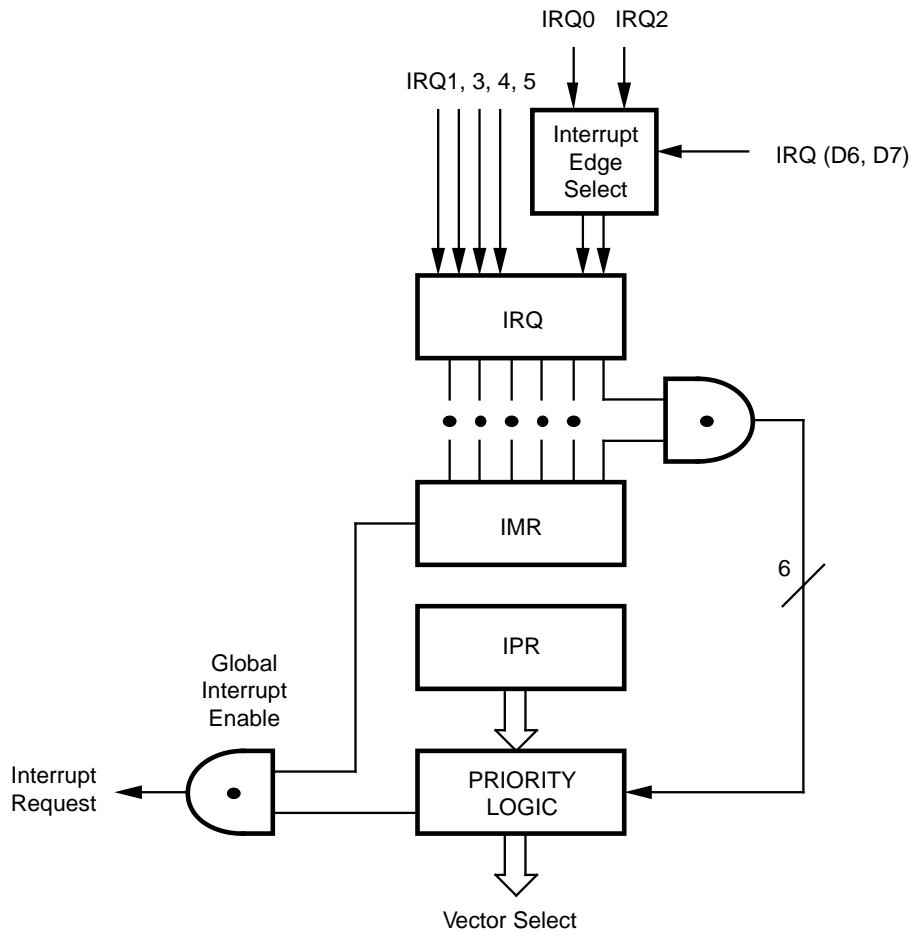 IRQ0 IRQ2
IRQ1, 3, 4, 5
Interrupt
Edge
Select
IRQ (D6, D7)
IRQ
IMR
6
IPR
Global
Interrupt
Enable
Interrupt
Request
PRIORITY
LOGIC
Vector Select